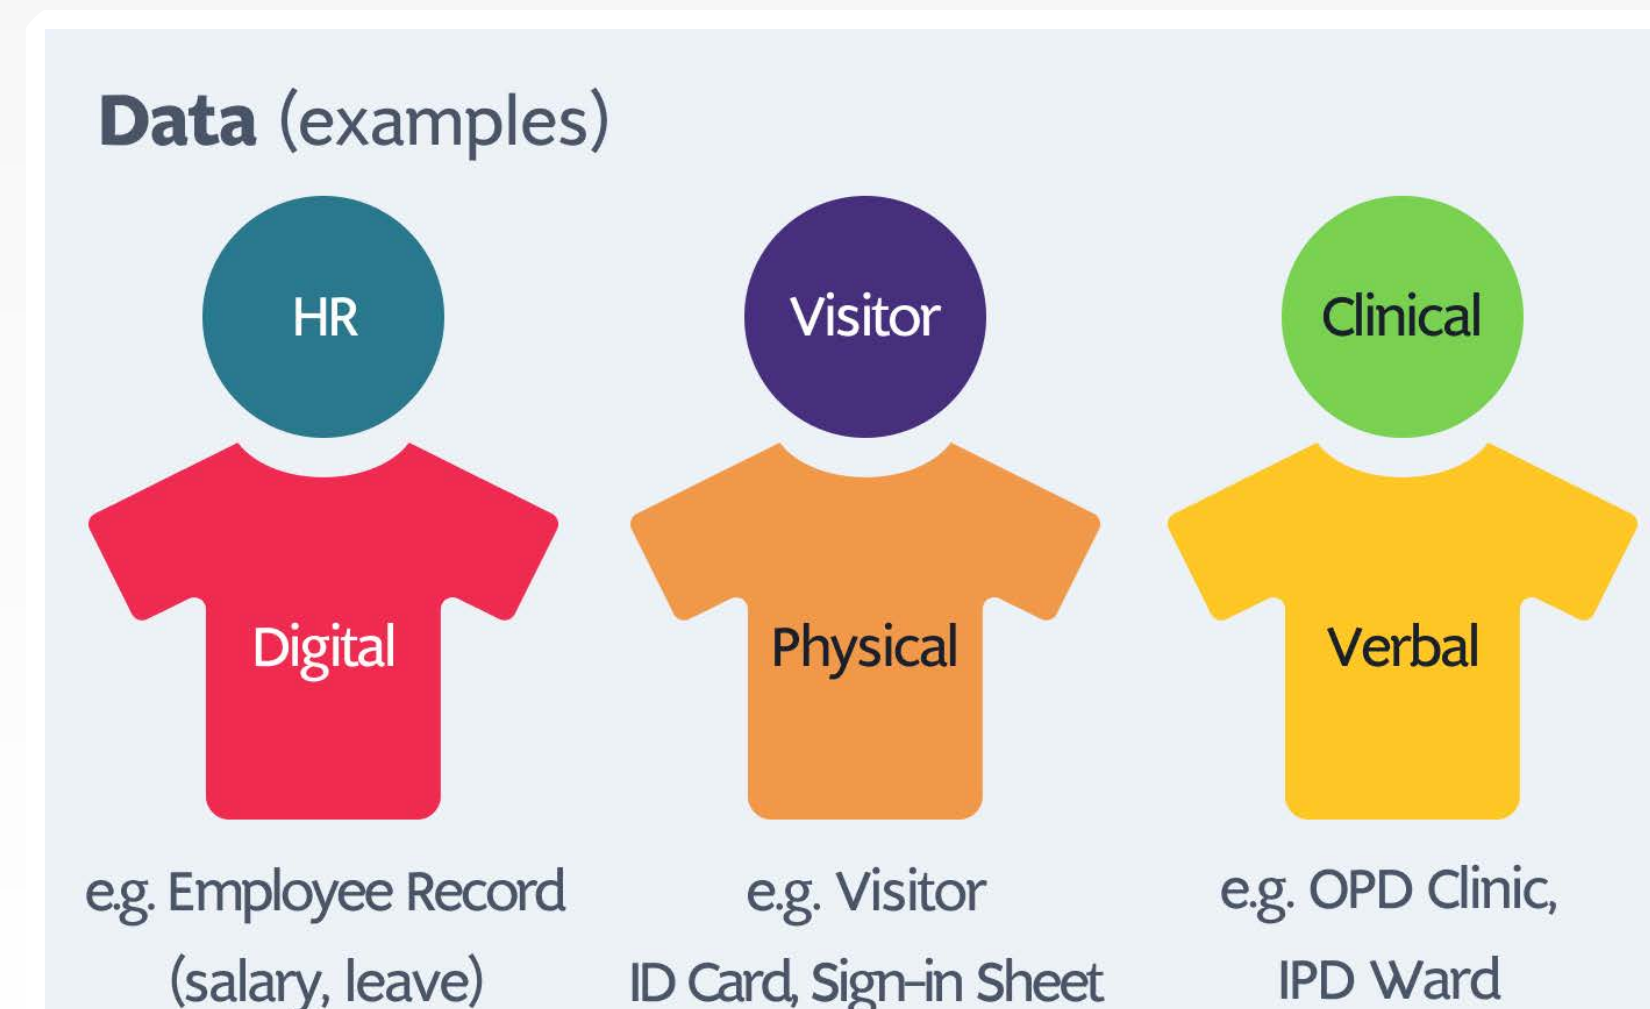 Data (examples)
HR
Visitor
Clinical
Digital
Physical
Verbal
e.g. Employee Record
(salary, leave)
e.g. Visitor
ID Card, Sign-in Sheet
e.g. OPD Clinic,
IPD Ward